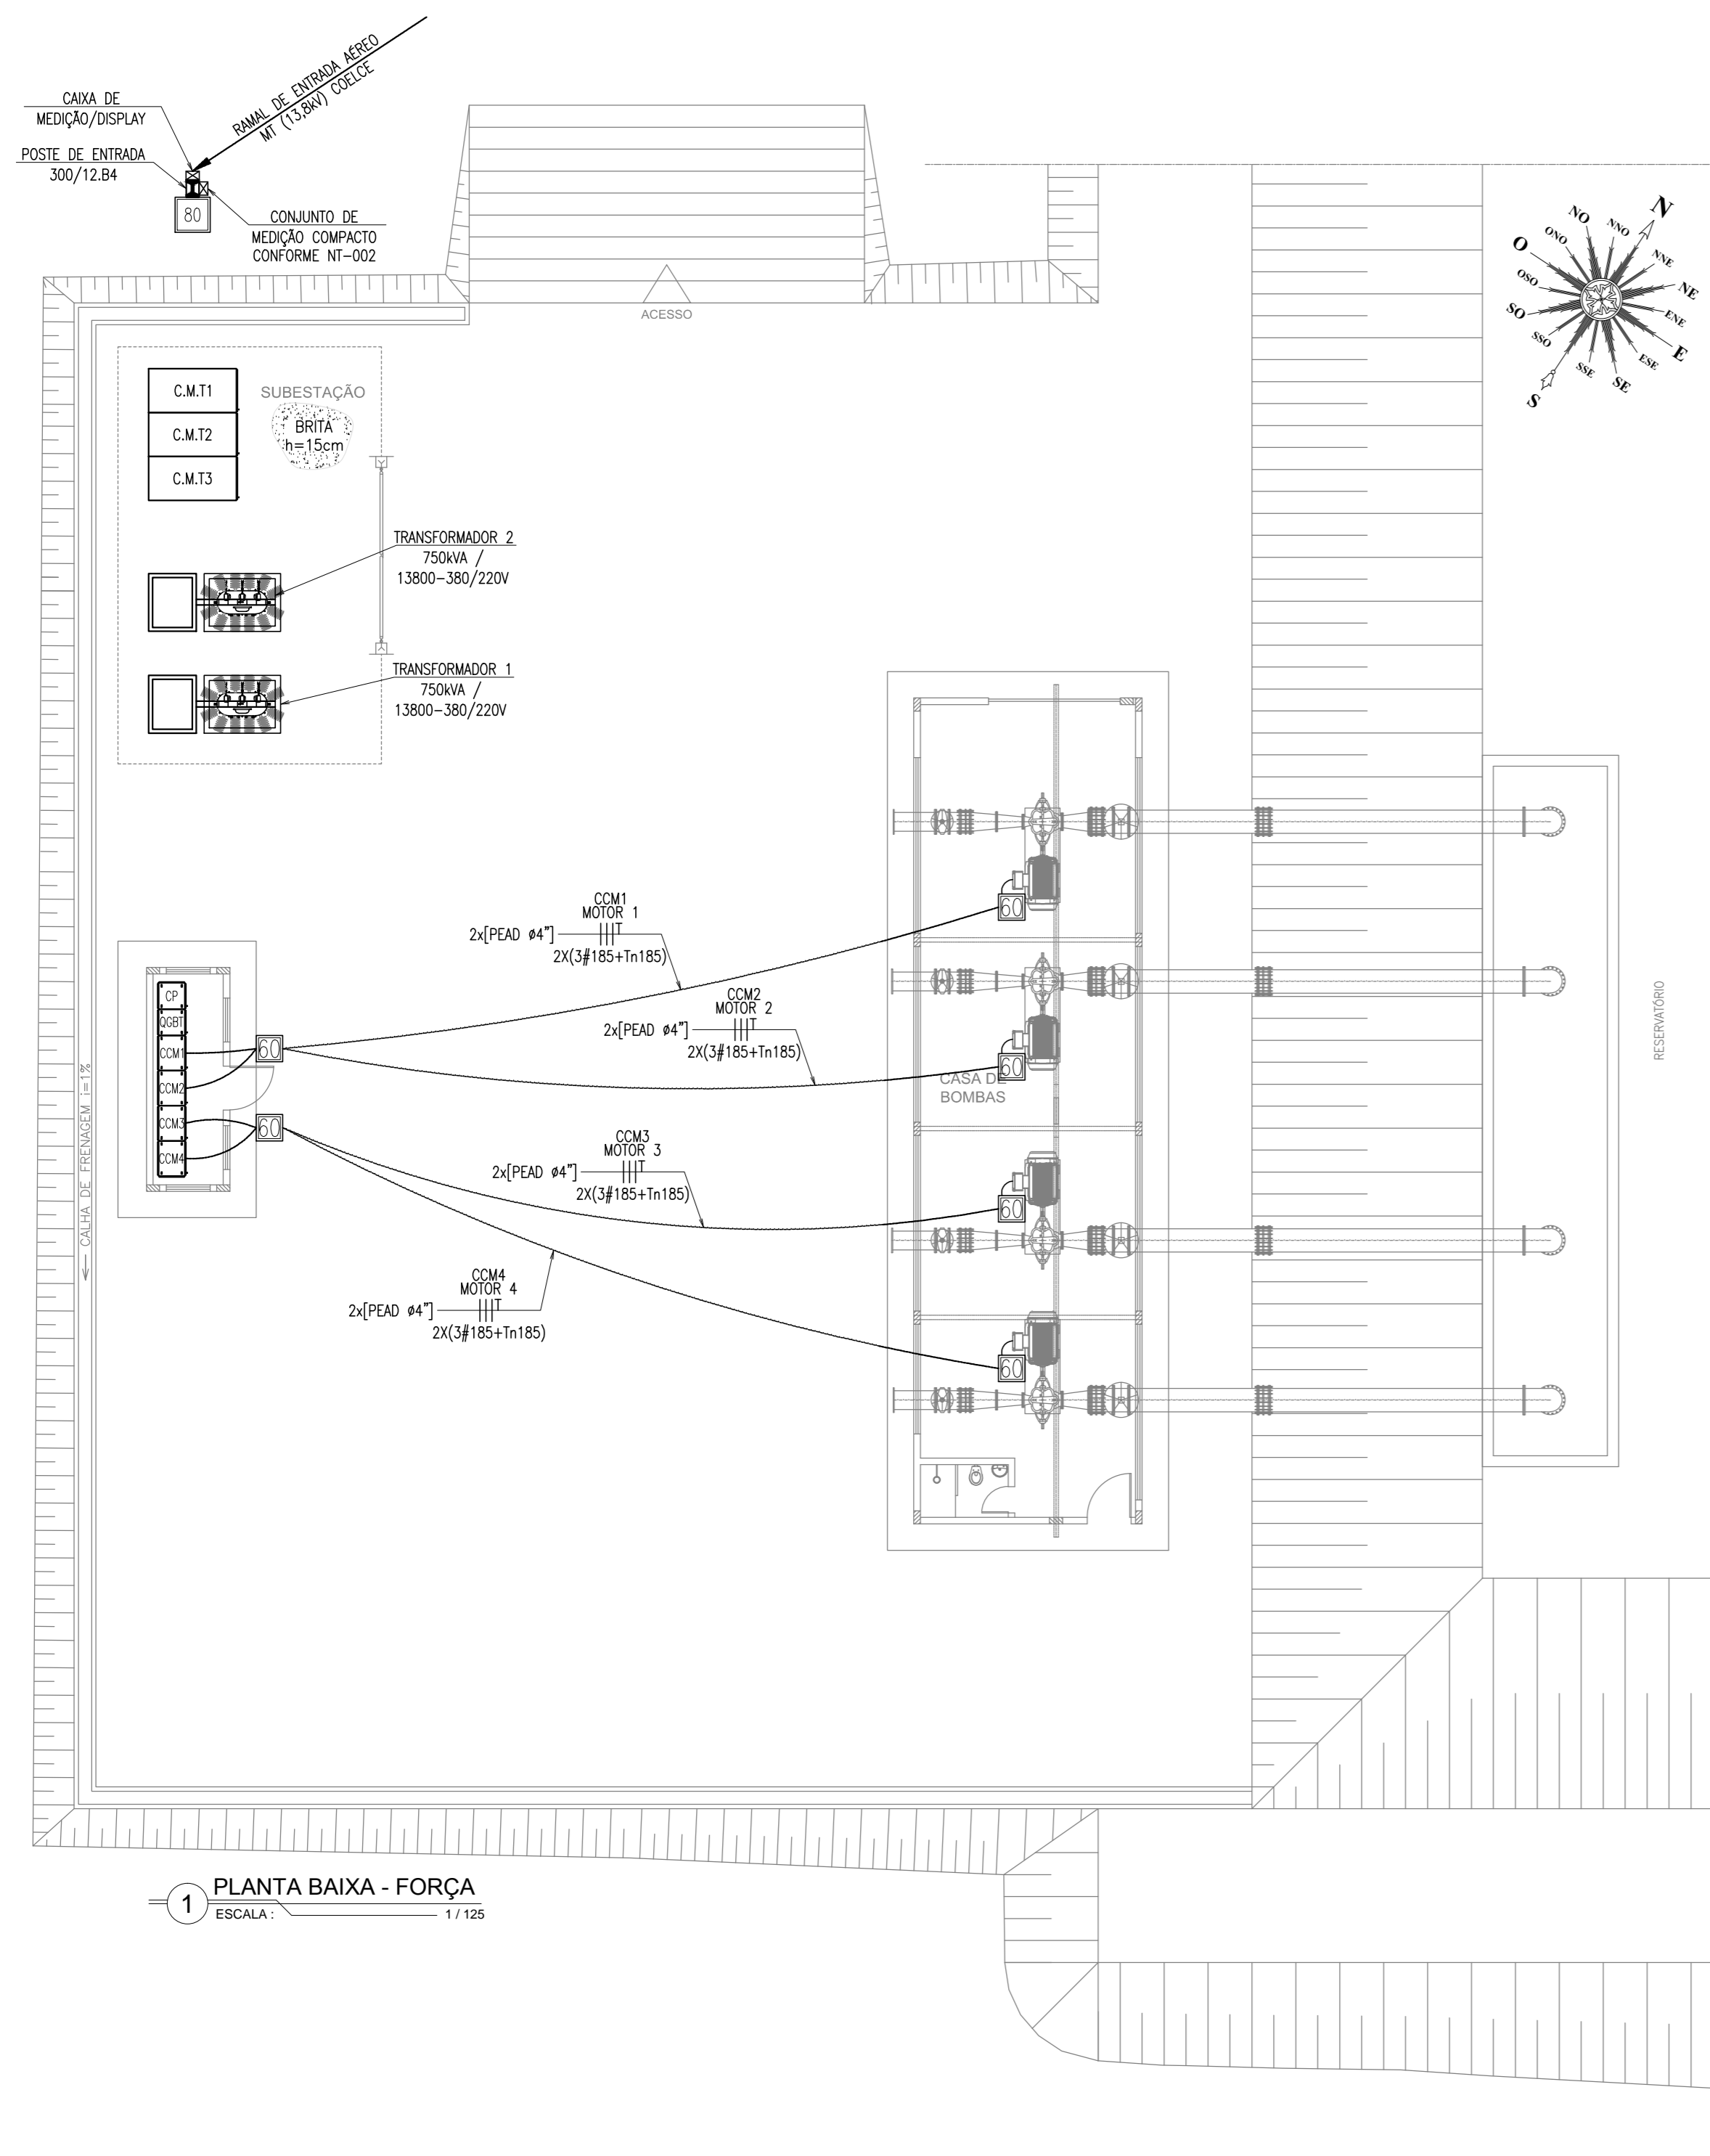 RAMAL DE ENTRADA AÉREO
MT (13,8kV) COELCE
CAIXA DE
MEDIÇÃO/DISPLAY
POSTE DE ENTRADA
300/12.B4
80
CONJUNTO DE
MEDIÇÃO COMPACTO
CONFORME NT-002
ACESSO
N
NNE
NE
ENE
E
ESE
SE
SSE
S
SSO
SO
OSO
O
ONO
NO
NNO
C.M.T1
C.M.T2
C.M.T3
SUBESTAÇÃO
BRITA
h=15cm
TRANSFORMADOR 2
750kVA /
13800-380/220V
TRANSFORMADOR 1
750kVA /
13800-380/220V
CCM1
MOTOR 1
2x[PEAD ø4"]
T
2X(3#185+Tn185)
60
CCM2
MOTOR 2
2x[PEAD ø4"]
T
2X(3#185+Tn185)
60
CASA DE
BOMBAS
CP
QGBT
CCM1
CCM2
CCM3
CCM4
60
60
CCM3
MOTOR 3
2x[PEAD ø4"]
T
2X(3#185+Tn185)
60
CCM4
MOTOR 4
2x[PEAD ø4"]
T
2X(3#185+Tn185)
60
CALHA DE FRENAGEM i=1%
RESERVATÓRIO
1
PLANTA BAIXA - FORÇA
ESCALA : 1 / 125